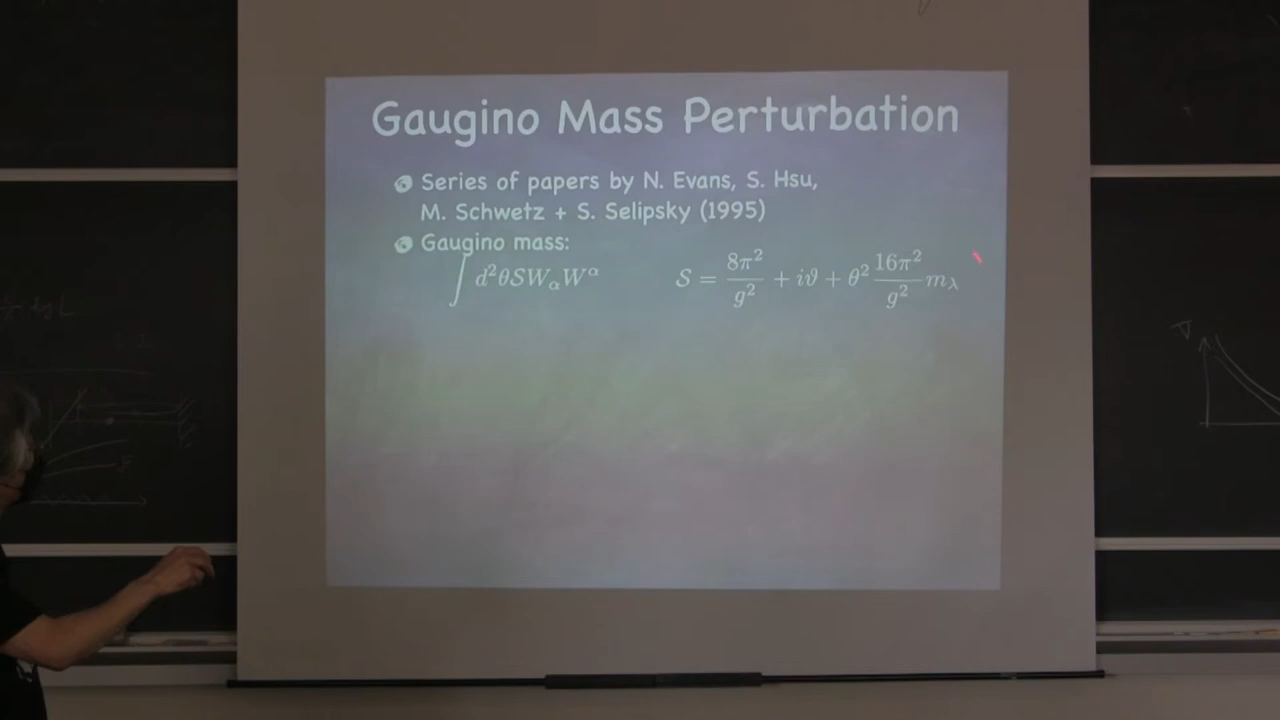 Gaugino Mass Perturbation
Series of papers by N. Evans, S. Hsu,
M. Schwetz + S. Selipsky (1995)
Gaugino mass:
∫ d²θSW_αW^α    𝒮 = 8π²/g² + iϑ + θ² 16π²/g² m_λ